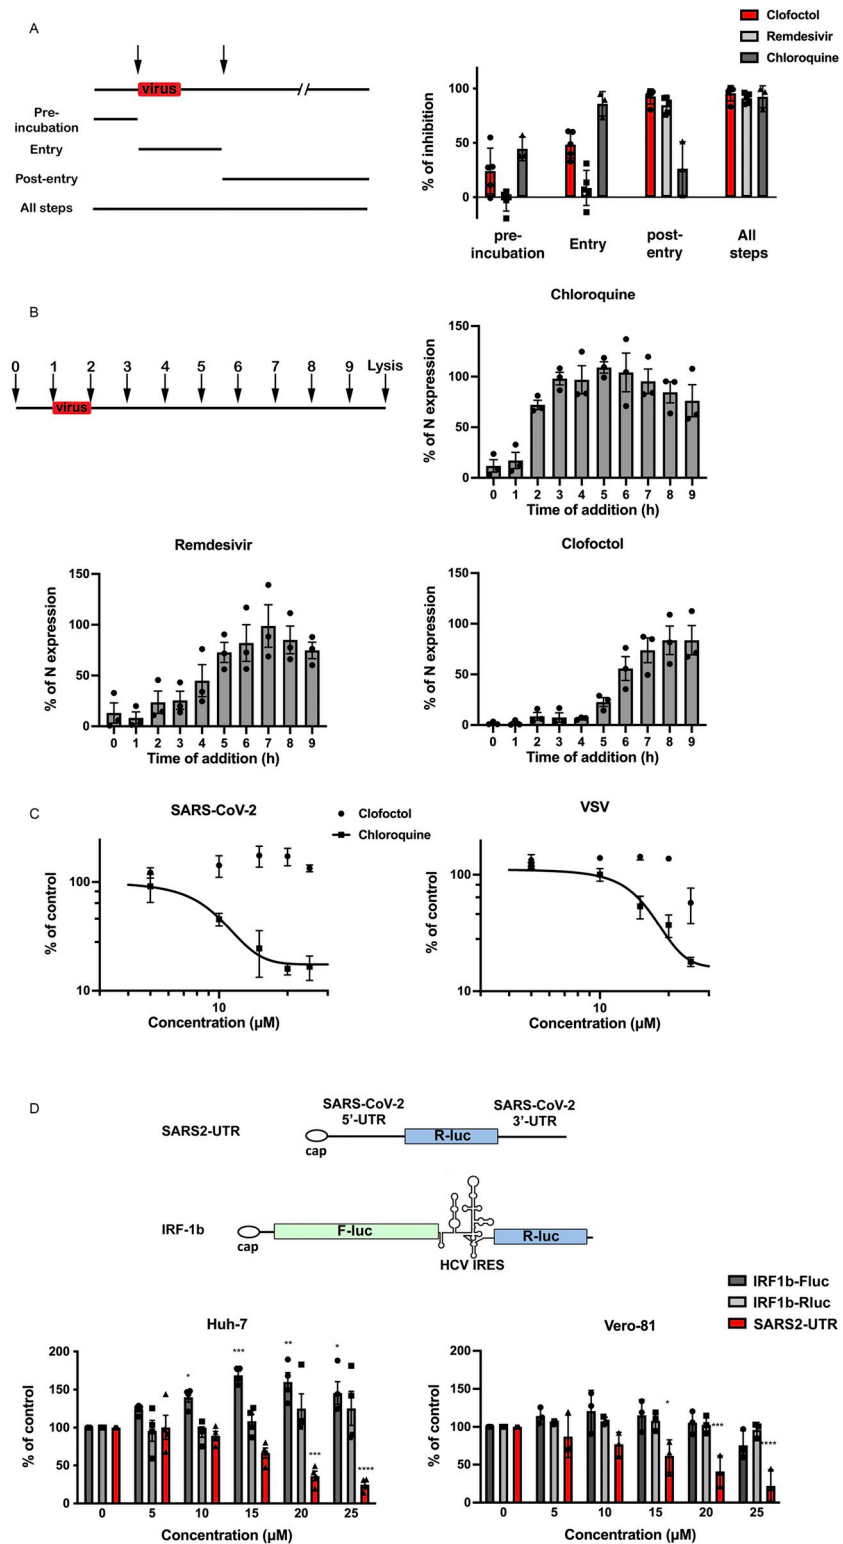 A
Clofoctol
Remdesivir
Chloroquine
virus
Pre-
incubation
Entry
Post-entry
All steps
% of inhibition
100
50
0
pre-
incubation
Entry
post-
entry
All
steps
B
0 1 2 3 4 5 6 7 8 9 Lysis
virus
Chloroquine
% of N expression
150
100
50
0
0 1 2 3 4 5 6 7 8 9
Time of addition (h)
Remdesivir
% of N expression
150
100
50
0
0 1 2 3 4 5 6 7 8 9
Time of addition (h)
Clofoctol
% of N expression
150
100
50
0
0 1 2 3 4 5 6 7 8 9
Time of addition (h)
C
SARS-CoV-2
Clofoctol
Chloroquine
% of control
100
10
10
Concentration (µM)
VSV
% of control
100
10
10
Concentration (µM)
D
SARS2-UTR
SARS-CoV-2
5’-UTR
R-luc
SARS-CoV-2
3’-UTR
cap
IRF-1b
F-luc
R-luc
cap
HCV IRES
IRF1b-Fluc
IRF1b-Rluc
SARS2-UTR
Huh-7
% of control
200
150
100
50
0
* *** ** *** * ****
0 5 10 15 20 25
Concentration (µM)
Vero-81
% of control
200
150
100
50
0
* *** ****
0 5 10 15 20 25
Concentration (µM)